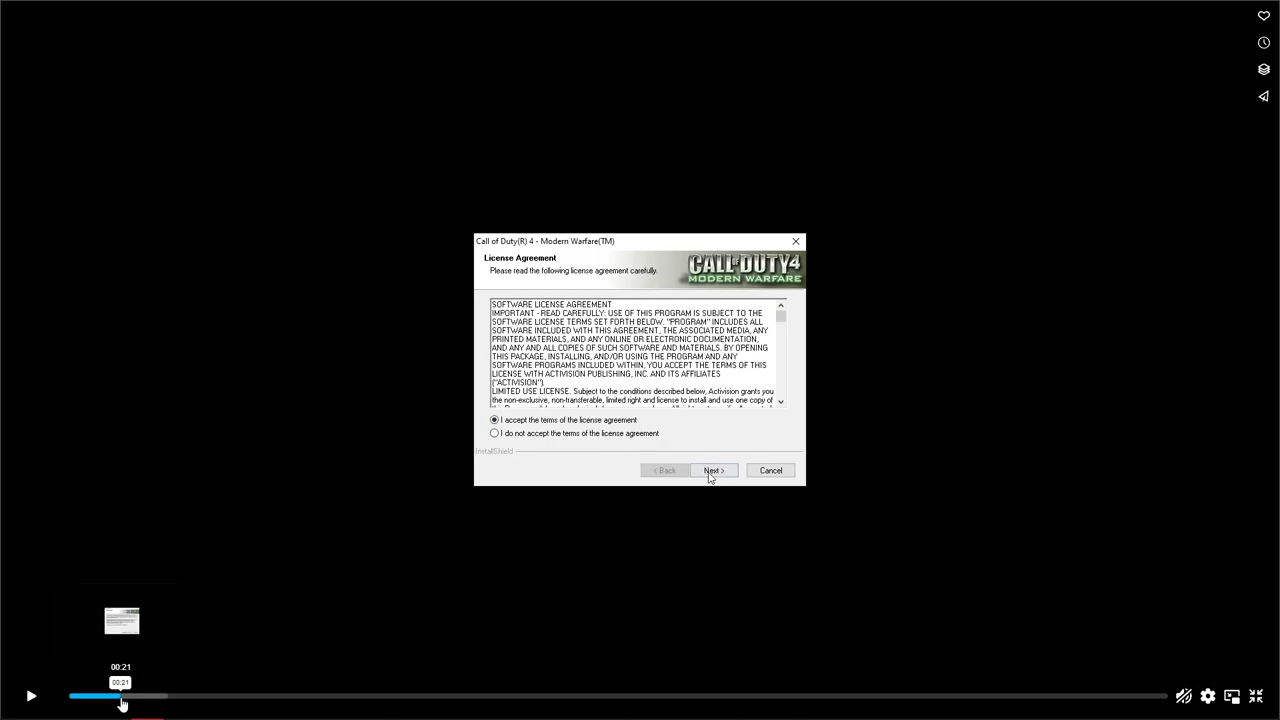 Call of Duty(R) 4 - Modern Warfare(TM)
License Agreement
Please read the following license agreement carefully.
CALL OF DUTY 4
MODERN WARFARE
SOFTWARE LICENSE AGREEMENT
IMPORTANT - READ CAREFULLY: USE OF THIS PROGRAM IS SUBJECT TO THE
SOFTWARE LICENSE TERMS SET FORTH BELOW. "PROGRAM" INCLUDES ALL
SOFTWARE INCLUDED WITH THIS AGREEMENT, THE ASSOCIATED MEDIA, ANY
PRINTED MATERIALS, AND ANY ONLINE OR ELECTRONIC DOCUMENTATION,
AND ANY AND ALL COPIES OF SUCH SOFTWARE AND MATERIALS. BY OPENING
THIS PACKAGE, INSTALLING, AND/OR USING THE PROGRAM AND ANY
SOFTWARE PROGRAMS INCLUDED WITHIN, YOU ACCEPT THE TERMS OF THIS
LICENSE WITH ACTIVISION PUBLISHING, INC. AND ITS AFFILIATES
("ACTIVISION").
LIMITED USE LICENSE. Subject to the conditions described below, Activision grants you
the non-exclusive, non-transferable, limited right and license to install and use one copy of
I accept the terms of the license agreement
I do not accept the terms of the license agreement
InstallShield
< Back
Next >
Cancel
00:21
00:21